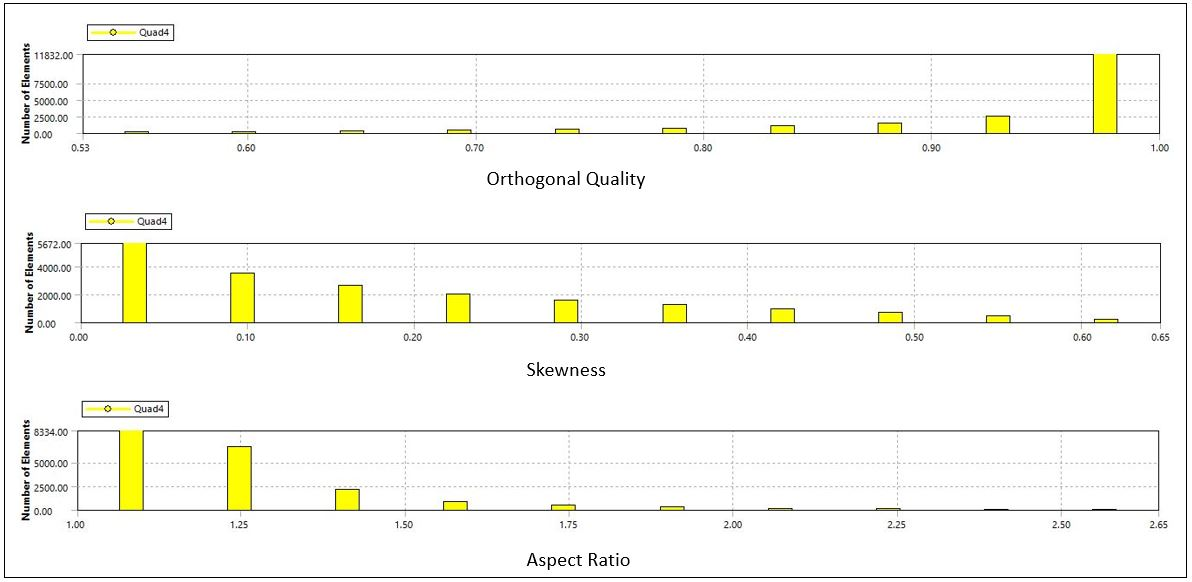 Quad4
Number of Elements
11832.00
7500.00
5000.00
2500.00
0.00
0.53 0.60 0.70 0.80 0.90 1.00
Orthogonal Quality
Quad4
Number of Elements
5672.00
4000.00
2000.00
0.00
0.00 0.10 0.20 0.30 0.40 0.50 0.60 0.65
Skewness
Quad4
Number of Elements
8334.00
5000.00
2500.00
0.00
1.00 1.25 1.50 1.75 2.00 2.25 2.50 2.65
Aspect Ratio